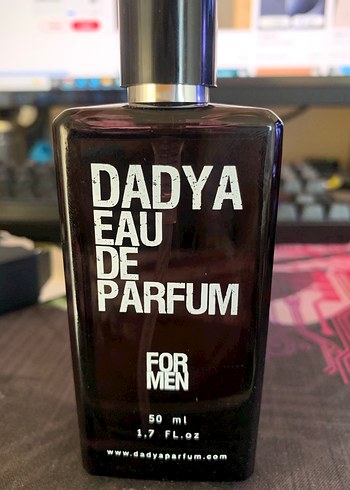 DADYA
EAU
DE
PARFUM
FOR
MEN
50 ml
1.7 FL.oz
www.dadyaparfum.com